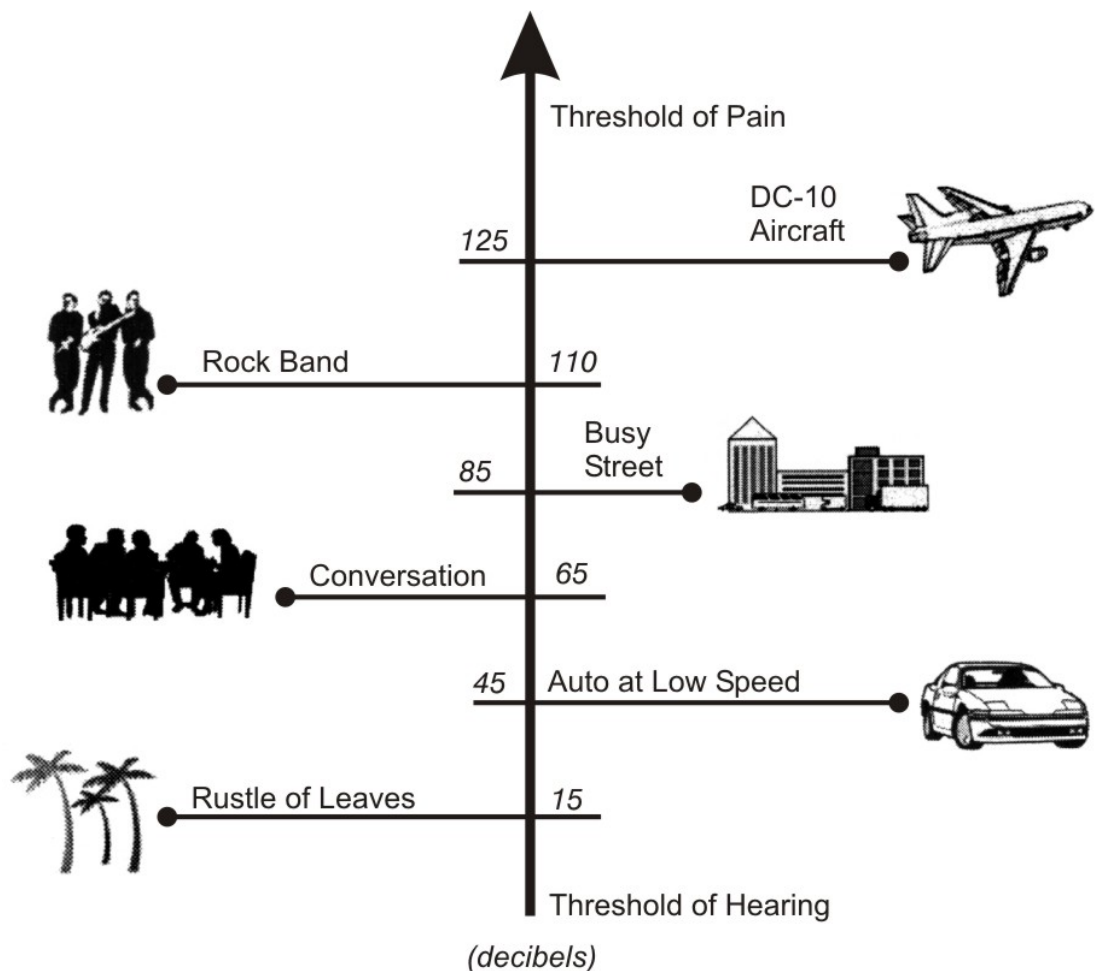 Threshold of Pain
DC-10
Aircraft
125
Rock Band
110
Busy
Street
85
Conversation
65
45
Auto at Low Speed
Rustle of Leaves
15
Threshold of Hearing
(decibels)